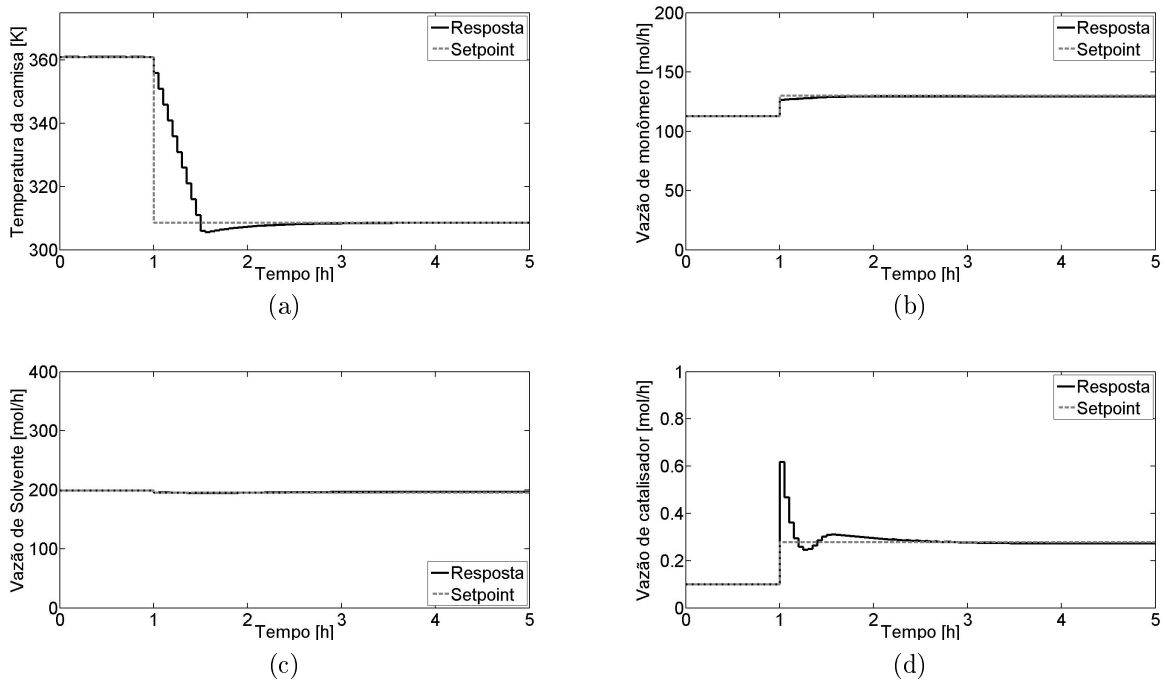 Temperatura da camisa [K]
360
340
320
300
0 1 2 3 4 5
Tempo [h]
Resposta
Setpoint
(a)
Vazão de monômero [mol/h]
200
150
100
50
0
0 1 2 3 4 5
Tempo [h]
Resposta
Setpoint
(b)
Vazão de Solvente [mol/h]
400
300
200
100
0
0 1 2 3 4 5
Tempo [h]
Resposta
Setpoint
(c)
Vazão de catalisador [mol/h]
1
0.8
0.6
0.4
0.2
0
0 1 2 3 4 5
Tempo [h]
Resposta
Setpoint
(d)